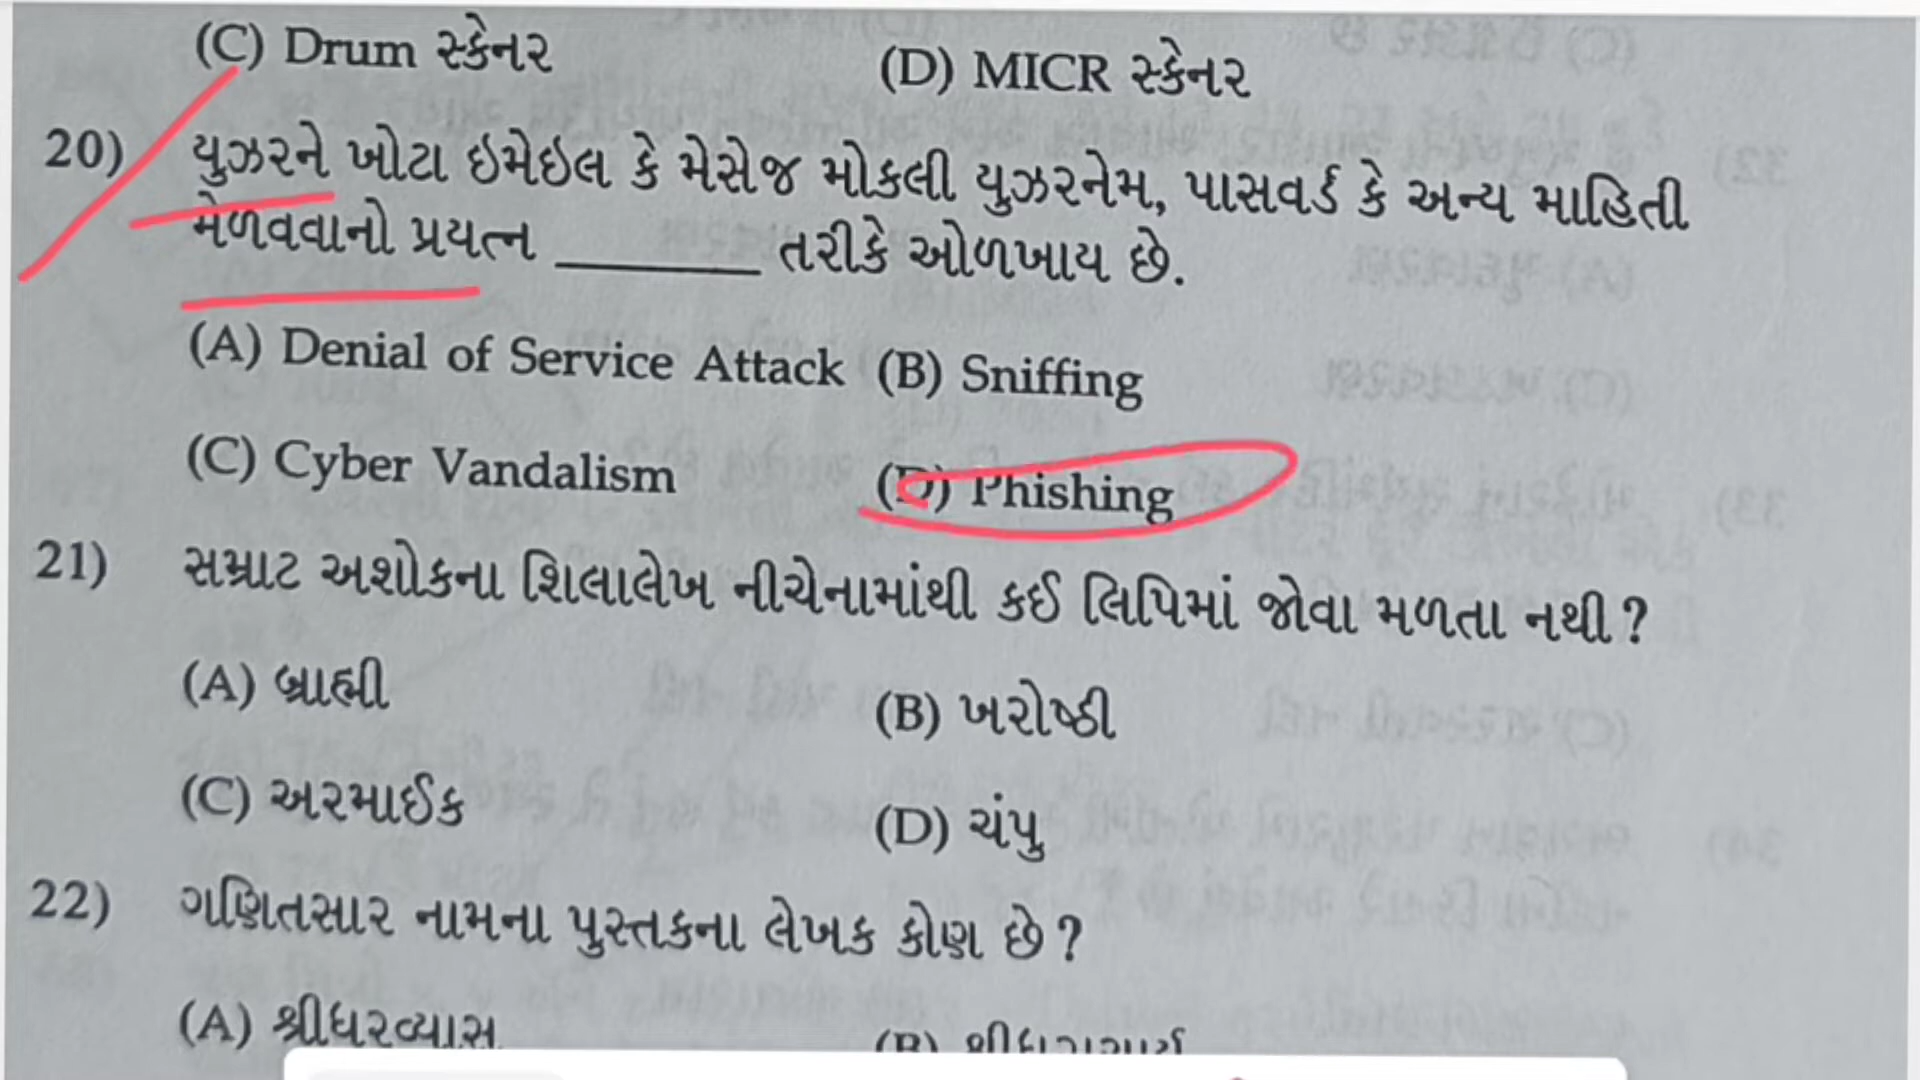 (C) Drum સ્કેનર
(D) MICR સ્કેનર
20) યુઝરને ખોટા ઇમેઇલ કે મેસેજ મોકલી યુઝરનેમ, પાસવર્ડ કે અન્ય માહિતી
મેળવવાનો પ્રયત્ન ______ તરીકે ઓળખાય છે.
(A) Denial of Service Attack (B) Sniffing
(C) Cyber Vandalism (D) Phishing
21) સમ્રાટ અશોકના શિલાલેખ નીચેનામાંથી કઈ લિપિમાં જોવા મળતા નથી?
(A) બ્રાહ્મી (B) ખરોષ્ઠી
(C) અરમાઈક (D) ચંપુ
22) ગણિતસાર નામના પુસ્તકના લેખક કોણ છે?
(A) શ્રીધરવ્યાસ (B)